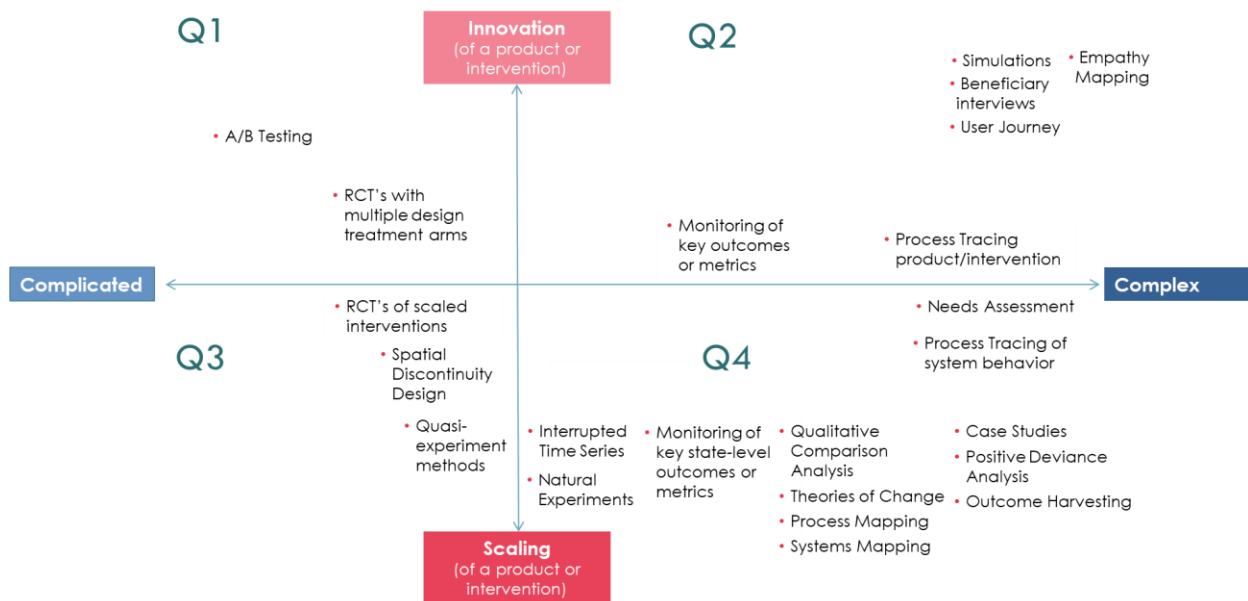 Q1
Innovation
(of a product or
intervention)
Q2
• A/B Testing
• RCT's with
multiple design
treatment arms
• Simulations
• Beneficiary
interviews
• User Journey
• Empathy
Mapping
• Monitoring of
key outcomes
or metrics
• Process Tracing
product/intervention
Complicated
Complex
Q3
• RCT's of scaled
interventions
• Spatial
Discontinuity
Design
• Quasi-
experiment
methods
Q4
• Needs Assessment
• Process Tracing of
system behavior
• Interrupted
Time Series
• Natural
Experiments
• Monitoring of
key state-level
outcomes or
metrics
• Qualitative
Comparison
Analysis
• Theories of Change
• Process Mapping
• Systems Mapping
• Case Studies
• Positive Deviance
Analysis
• Outcome Harvesting
Scaling
(of a product or
intervention)